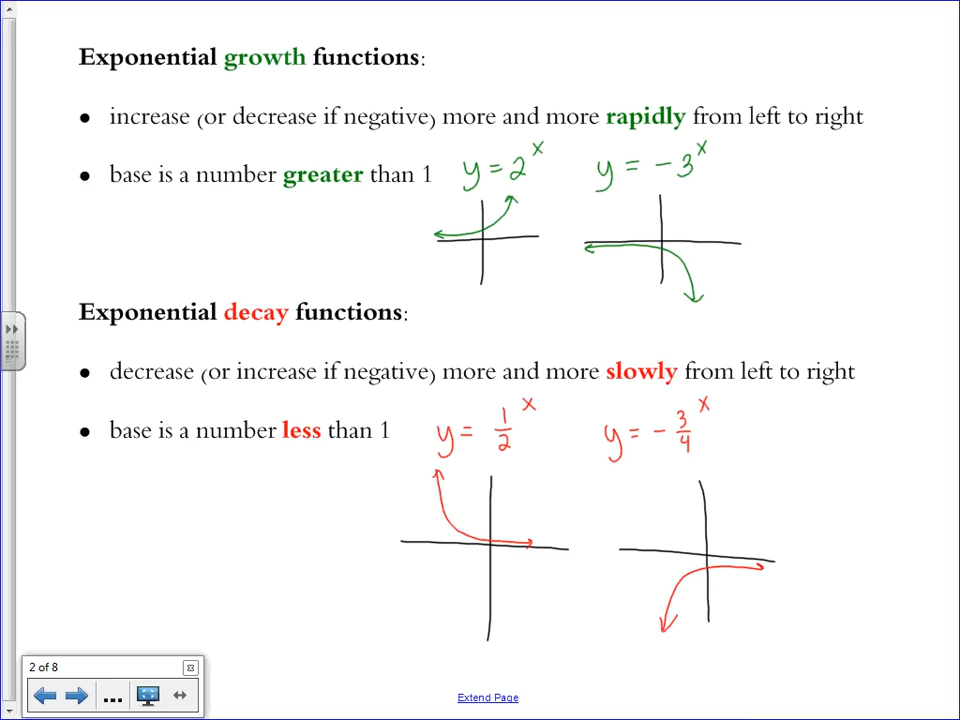 Exponential growth functions:
● increase (or decrease if negative) more and more rapidly from left to right
● base is a number greater than 1 y = 2^x y = -3^x
Exponential decay functions:
● decrease (or increase if negative) more and more slowly from left to right
● base is a number less than 1 y = 1/2^x y = -3/4^x
2 of 8
...
Extend Page